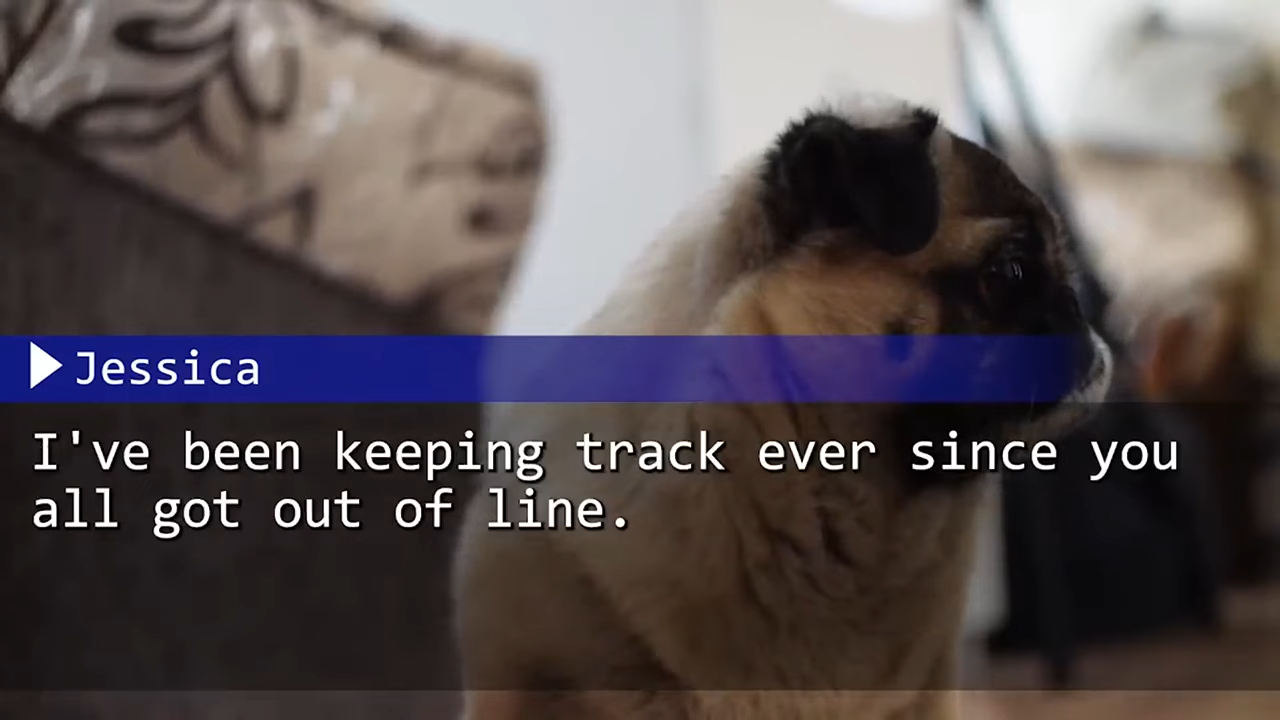 Jessica
I've been keeping track ever since you
all got out of line.